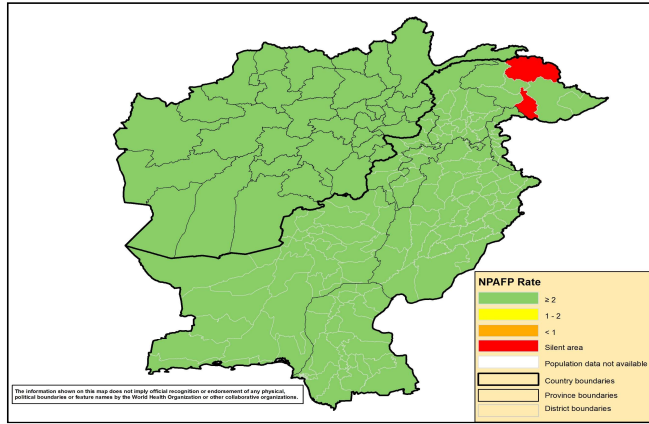 NPAFP Rate
≥ 2
1 - 2
< 1
Silent area
Population data not available
Country boundaries
Province boundaries
District boundaries
The information shown on this map does not imply official recognition or endorsement of any physical,
political boundaries or feature names by the World Health Organization or other collaborative organizations.